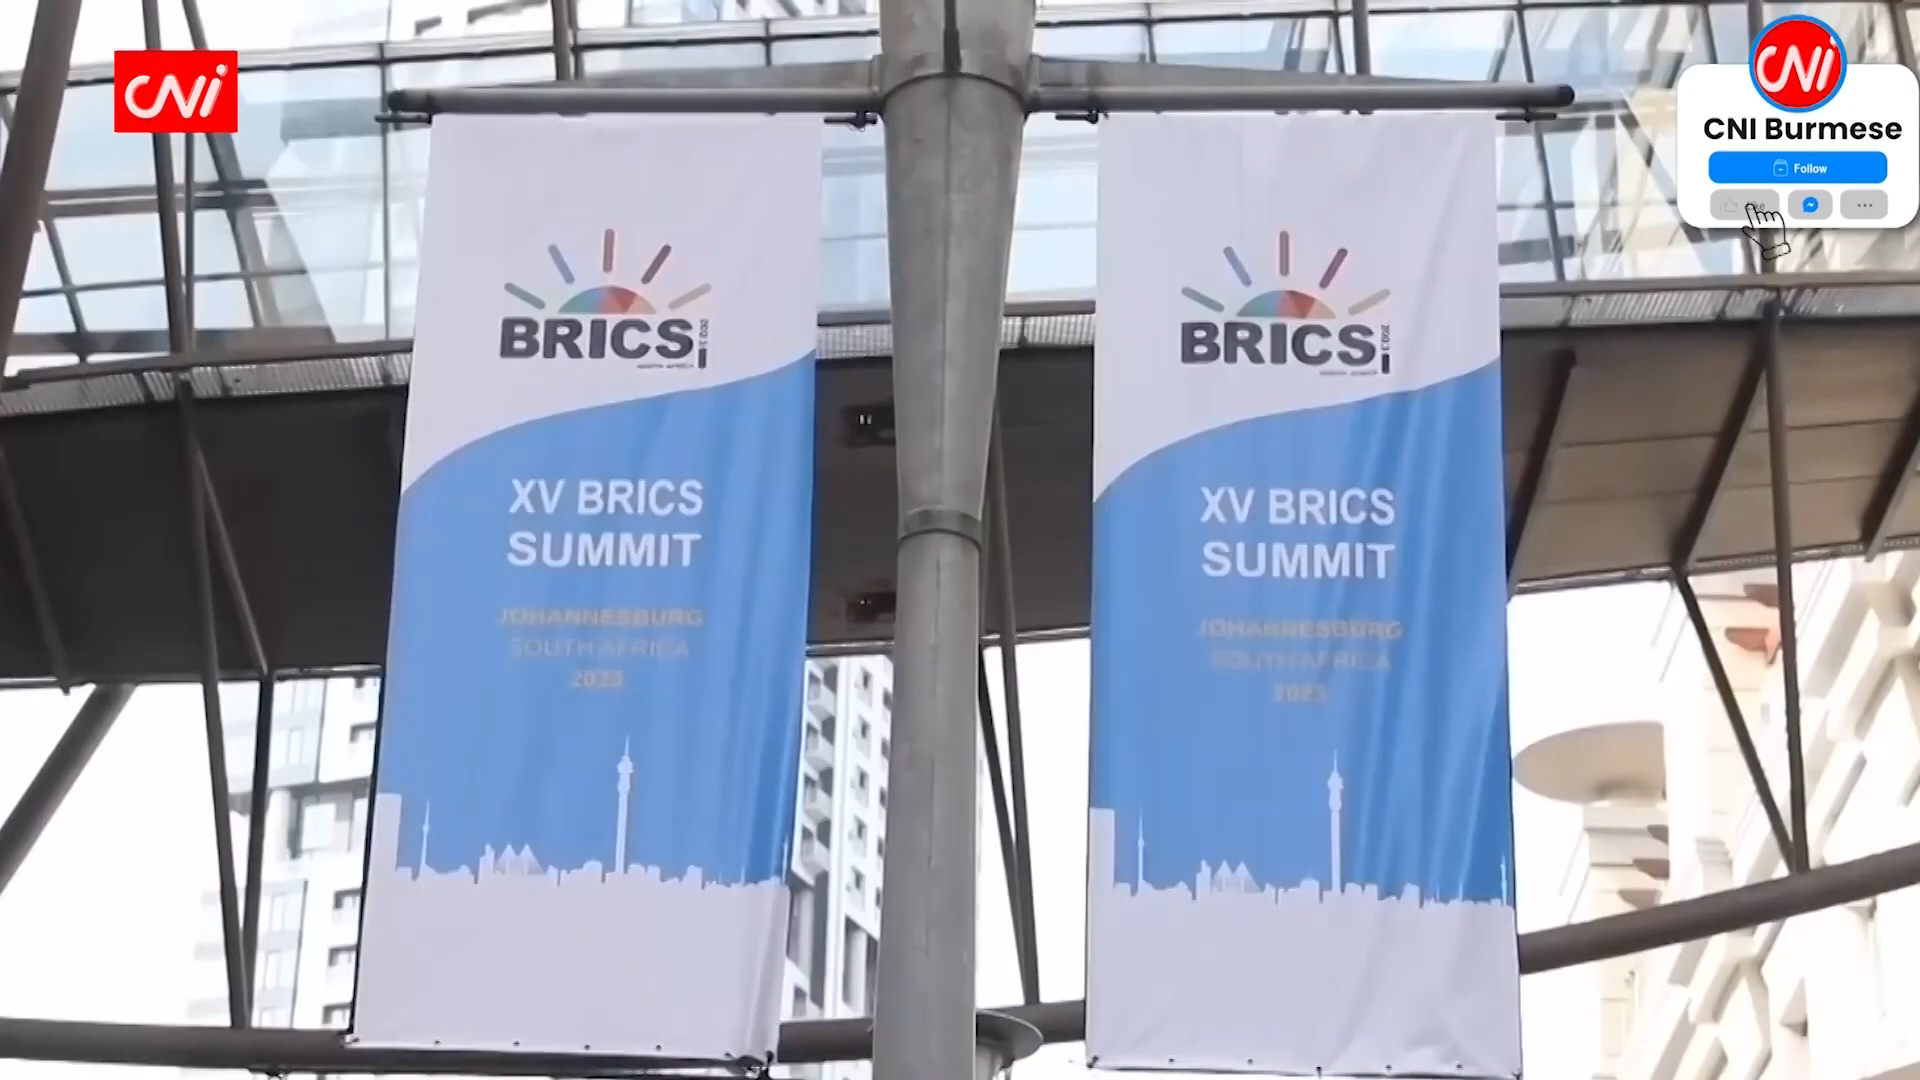 CNi
CNi
CNI Burmese
Follow
BRICS
XV BRICS
SUMMIT
JOHANNESBURG
SOUTH AFRICA
2023
BRICS
XV BRICS
SUMMIT
JOHANNESBURG
SOUTH AFRICA
2023